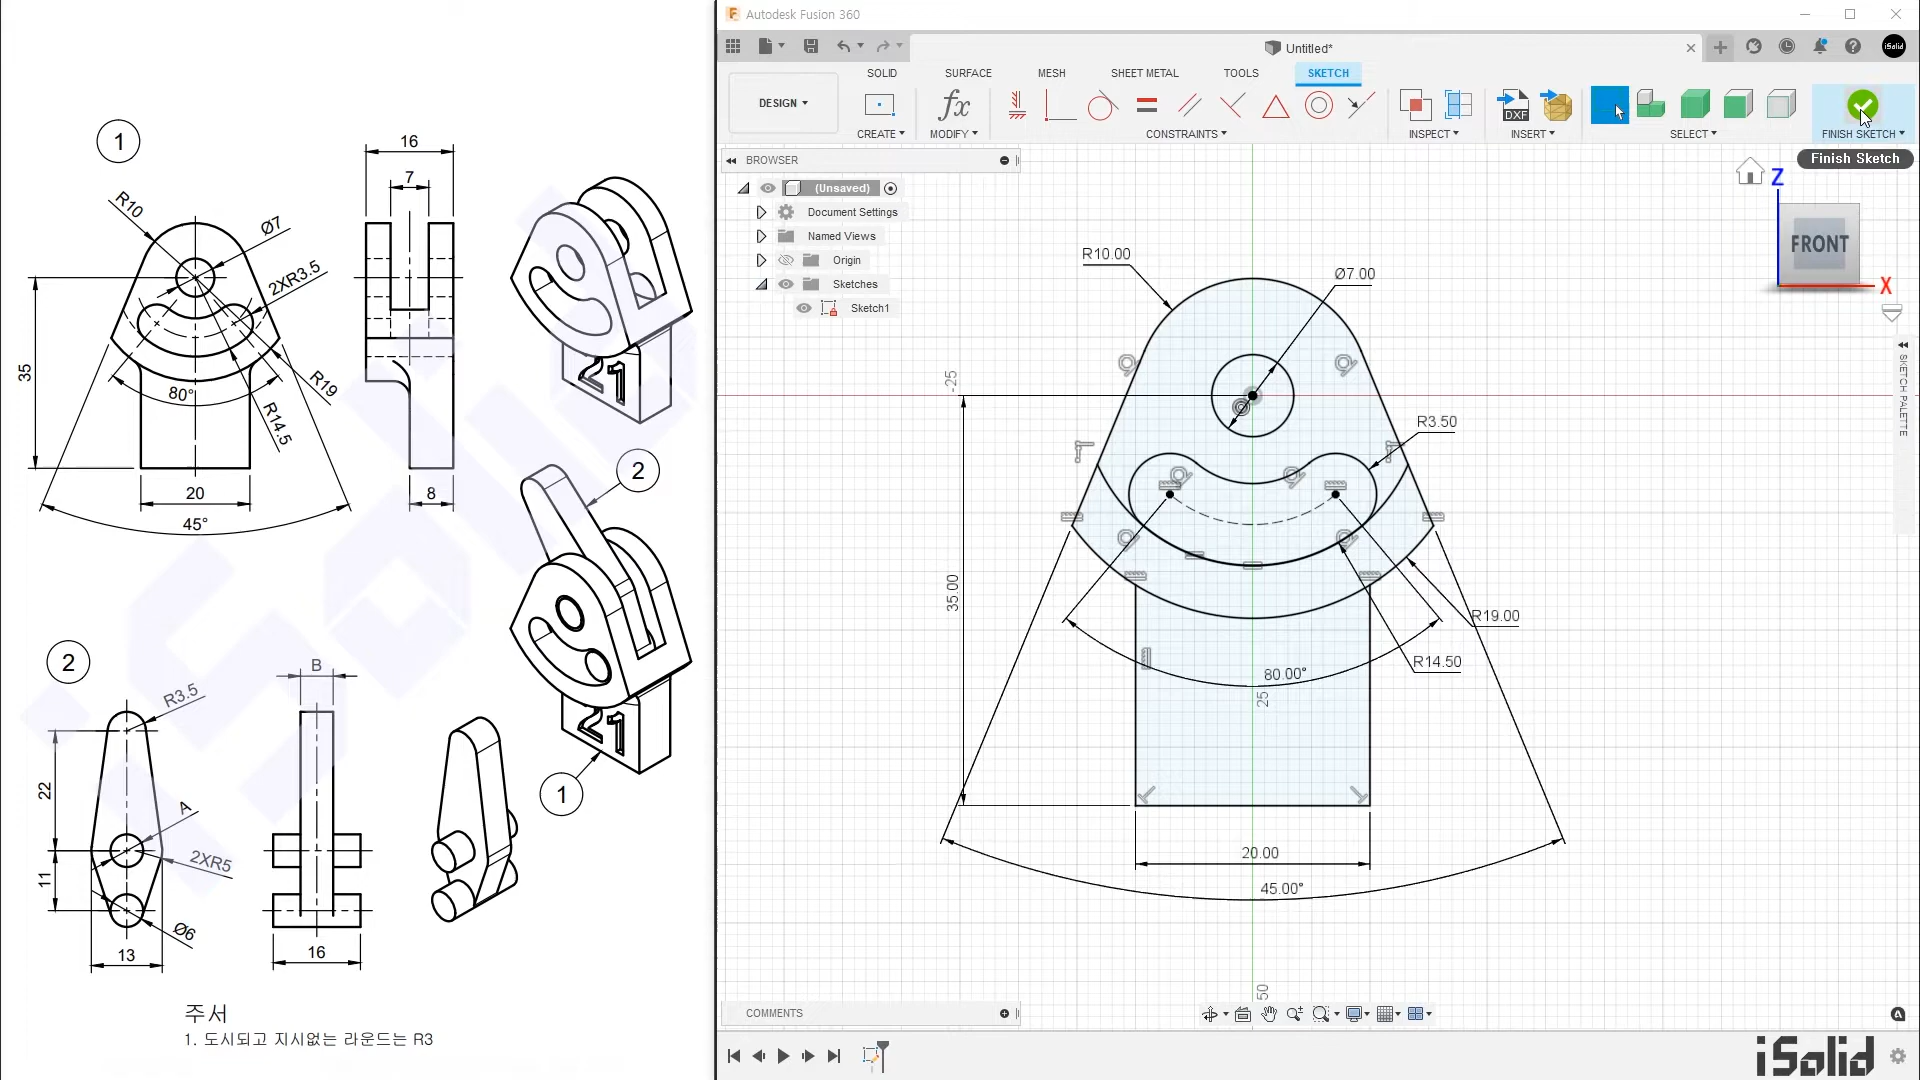 1
R10
Ø7
2XR3.5
35
80°
R19
R14.5
20
45°
16
7
8
21
2
21
1
2
R3.5
22
A
2XR5
11
Ø6
13
B
16
주서
1. 도시되고 지시없는 라운드는 R3
Autodesk Fusion 360
Untitled*
iSolid
DESIGN
SOLID
SURFACE
MESH
SHEET METAL
TOOLS
SKETCH
fx
DXF
CREATE
MODIFY
CONSTRAINTS
INSPECT
INSERT
SELECT
FINISH SKETCH
Finish Sketch
BROWSER
(Unsaved)
Document Settings
Named Views
Origin
Sketches
Sketch1
Z
FRONT
X
SKETCH PALETTE
R10.00
Ø7.00
-25
R3.50
35.00
R19.00
R14.50
80.00°
25
20.00
45.00°
50
COMMENTS
iSolid